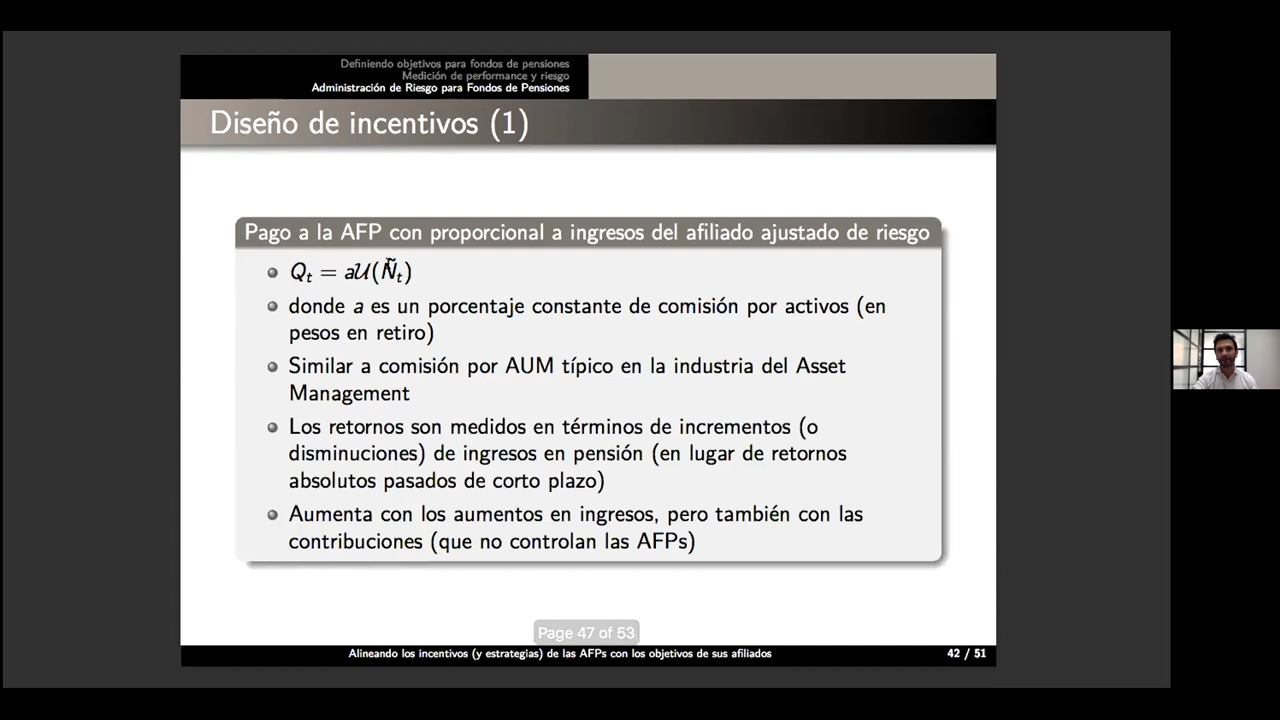 Definiendo objetivos para fondos de pensiones
Medición de performance y riesgo
Administración de Riesgo para Fondos de Pensiones
Diseño de incentivos (1)
Pago a la AFP con proporcional a ingresos del afiliado ajustado de riesgo
Q_t = a𝒰(Ñ_t)
donde a es un porcentaje constante de comisión por activos (en
pesos en retiro)
Similar a comisión por AUM típico en la industria del Asset
Management
Los retornos son medidos en términos de incrementos (o
disminuciones) de ingresos en pensión (en lugar de retornos
absolutos pasados de corto plazo)
Aumenta con los aumentos en ingresos, pero también con las
contribuciones (que no controlan las AFPs)
Page 47 of 53
Alineando los incentivos (y estrategias) de las AFPs con los objetivos de sus afiliados
42 / 51